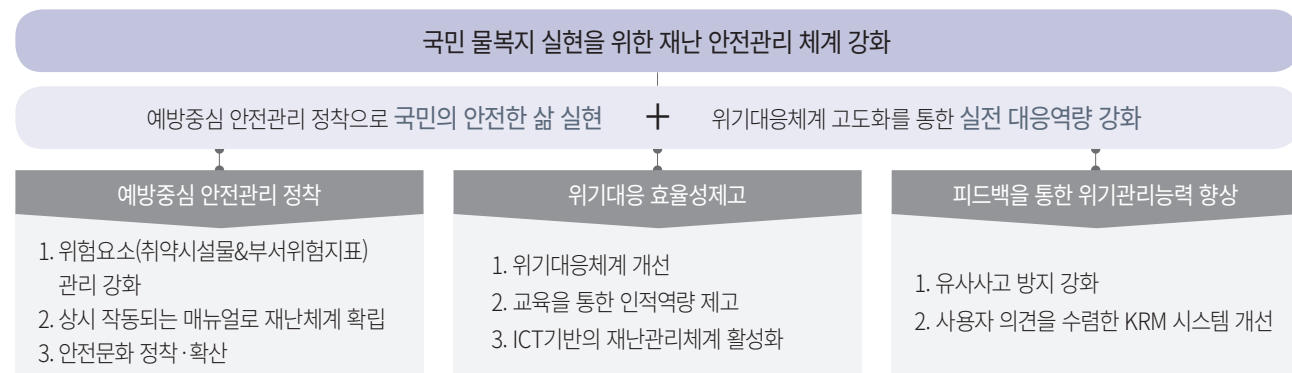 국민 물복지 실현을 위한 재난 안전관리 체계 강화
예방중심 안전관리 정착으로 국민의 안전한 삶 실현 + 위기대응체계 고도화를 통한 실전 대응역량 강화
예방중심 안전관리 정착
1. 위험요소(취약시설물&부서위험지표)
관리 강화
2. 상시 작동되는 매뉴얼로 재난체계 확립
3. 안전문화 정착·확산
위기대응 효율성제고
1. 위기대응체계 개선
2. 교육을 통한 인적역량 제고
3. ICT기반의 재난관리체계 활성화
피드백을 통한 위기관리능력 향상
1. 유사사고 방지 강화
2. 사용자 의견을 수렴한 KRM 시스템 개선